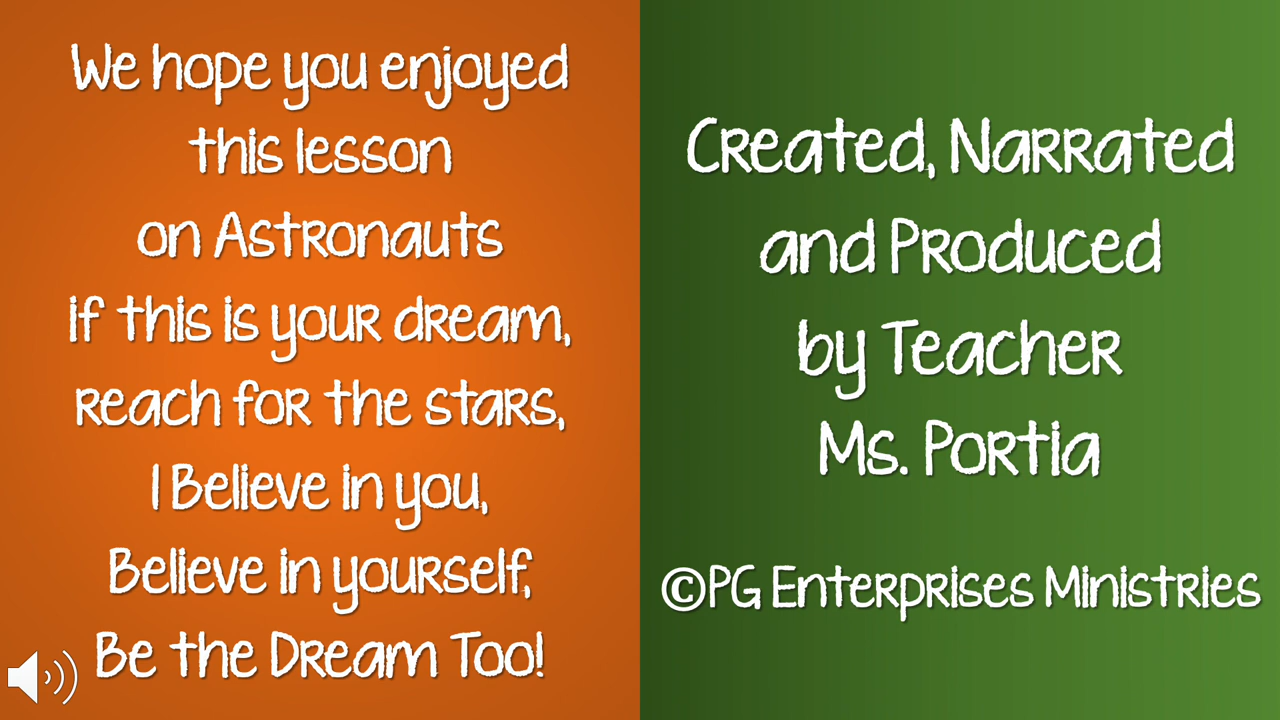 We hope you enjoyed
this lesson
on Astronauts
if this is your dream,
reach for the stars,
I Believe in you,
Believe in yourself,
Be the Dream Too!
Created, Narrated
and Produced
by Teacher
Ms. Portia
©PG Enterprises Ministries